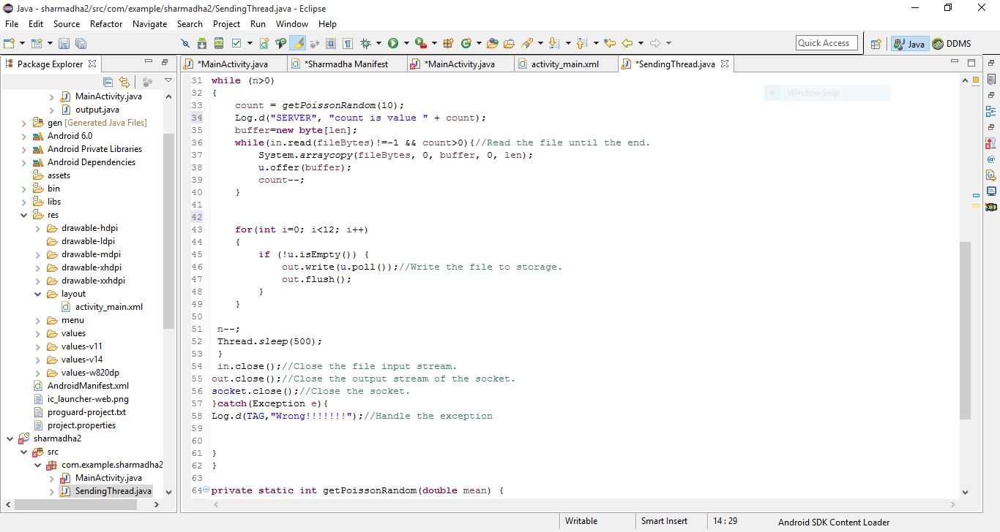 Java - sharmadha2/src/com/example/sharmadha2/SendingThread.java - Eclipse
File Edit Source Refactor Navigate Search Project Run Window Help
Quick Access Java DDMS
Package Explorer
*MainActivity.java *Sharmadha Manifest *MainActivity.java activity_main.xml *SendingThread.java
MainActivity.java
output.java
gen [Generated Java Files]
Android 6.0
Android Private Libraries
Android Dependencies
assets
bin
libs
res
drawable-hdpi
drawable-ldpi
drawable-mdpi
drawable-xhdpi
drawable-xxhdpi
layout
activity_main.xml
menu
values
values-v11
values-v14
values-w820dp
AndroidManifest.xml
ic_launcher-web.png
proguard-project.txt
project.properties
sharmadha2
src
com.example.sharmadha2
MainActivity.java
SendingThread.java
Window Snip
31 while (n>0)
32 {
33 count = getPoissonRandom(10);
34 Log.d("SERVER", "count is value " + count);
35 buffer=new byte[len];
36 while(in.read(fileBytes)!=-1 && count>0){//Read the file until the end.
37 System.arraycopy(fileBytes, 0, buffer, 0, len);
38 u.offer(buffer);
39 count--;
40 }
41
42
43 for(int i=0; i<12; i++)
44 {
45 if (!u.isEmpty()) {
46 out.write(u.poll());//Write the file to storage.
47 out.flush();
48 }
49 }
50
51 n--;
52 Thread.sleep(500);
53 }
54 in.close();//Close the file input stream.
55 out.close();//Close the output stream of the socket.
56 socket.close();//Close the socket.
57 }catch(Exception e){
58 Log.d(TAG,"Wrong!!!!!!!");//Handle the exception
59
60
61 }
62 }
63
64 private static int getPoissonRandom(double mean) {
Writable Smart Insert 14 : 29 Android SDK Content Loader